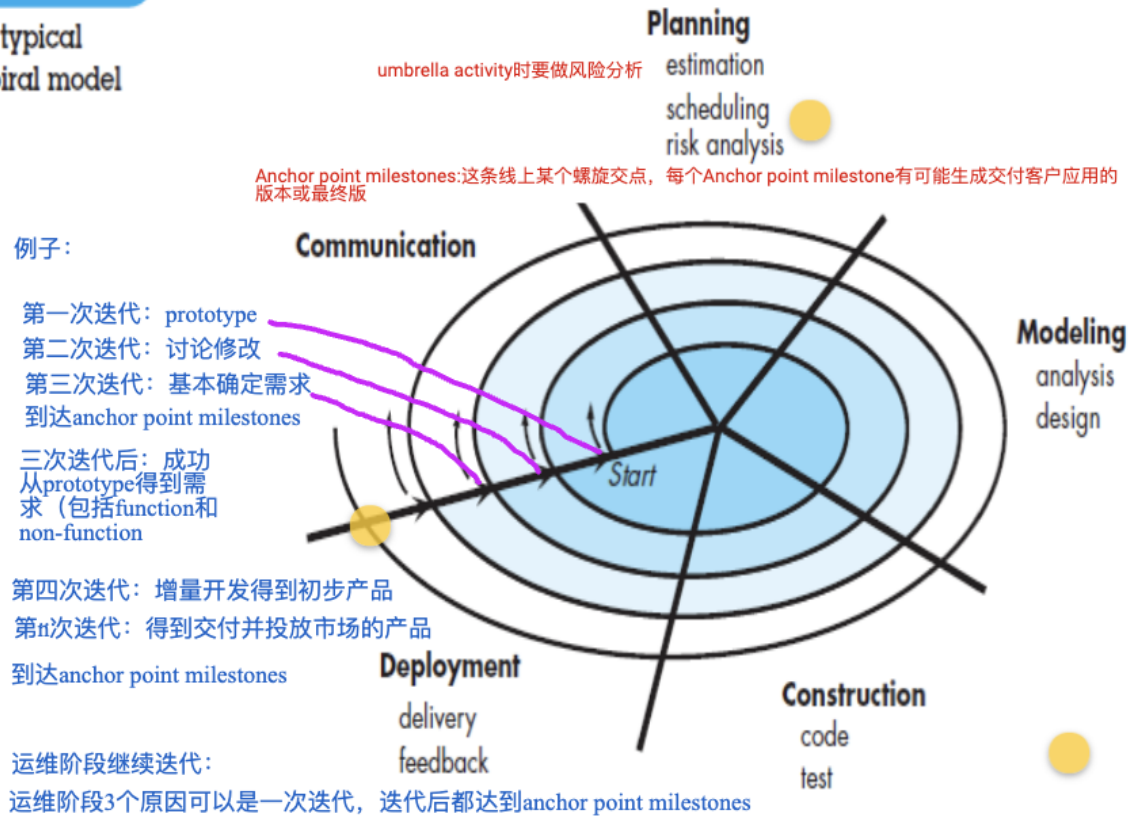 typical
iral model
Planning
estimation
scheduling
risk analysis
umbrella activity时要做风险分析
Anchor point milestones:这条线上某个螺旋交点，每个Anchor point milestone有可能生成交付客户应用的
版本或最终版
Communication
例子：
第一次迭代：prototype
第二次迭代：讨论修改
第三次迭代：基本确定需求
到达anchor point milestones
三次迭代后：成功
从prototype得到需
求（包括function和
non-function
Modeling
analysis
design
Start
第四次迭代：增量开发得到初步产品
第n次迭代：得到交付并投放市场的产品
到达anchor point milestones
Deployment
delivery
feedback
Construction
code
test
运维阶段继续迭代：
运维阶段3个原因可以是一次迭代，迭代后都达到anchor point milestones